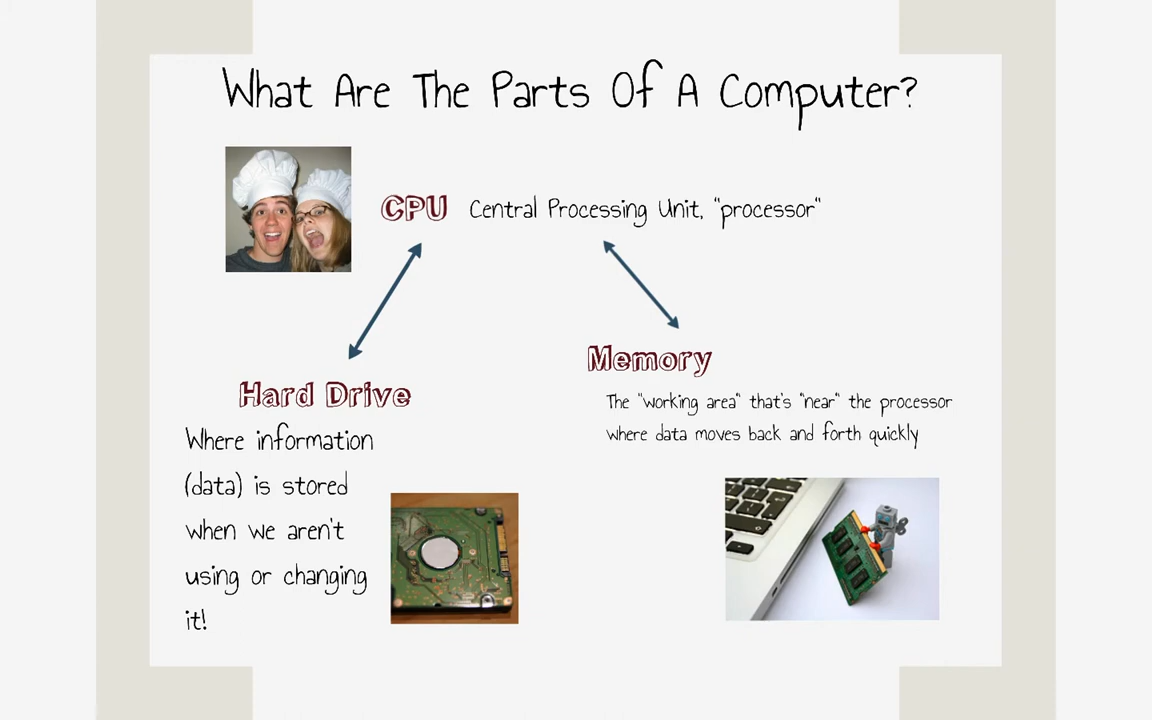 What Are The Parts Of A Computer?
CPU Central Processing Unit, "processor"
Hard Drive
Where information
(data) is stored
when we aren't
using or changing
it!
Memory
The "working area" that's "near" the processor
where data moves back and forth quickly